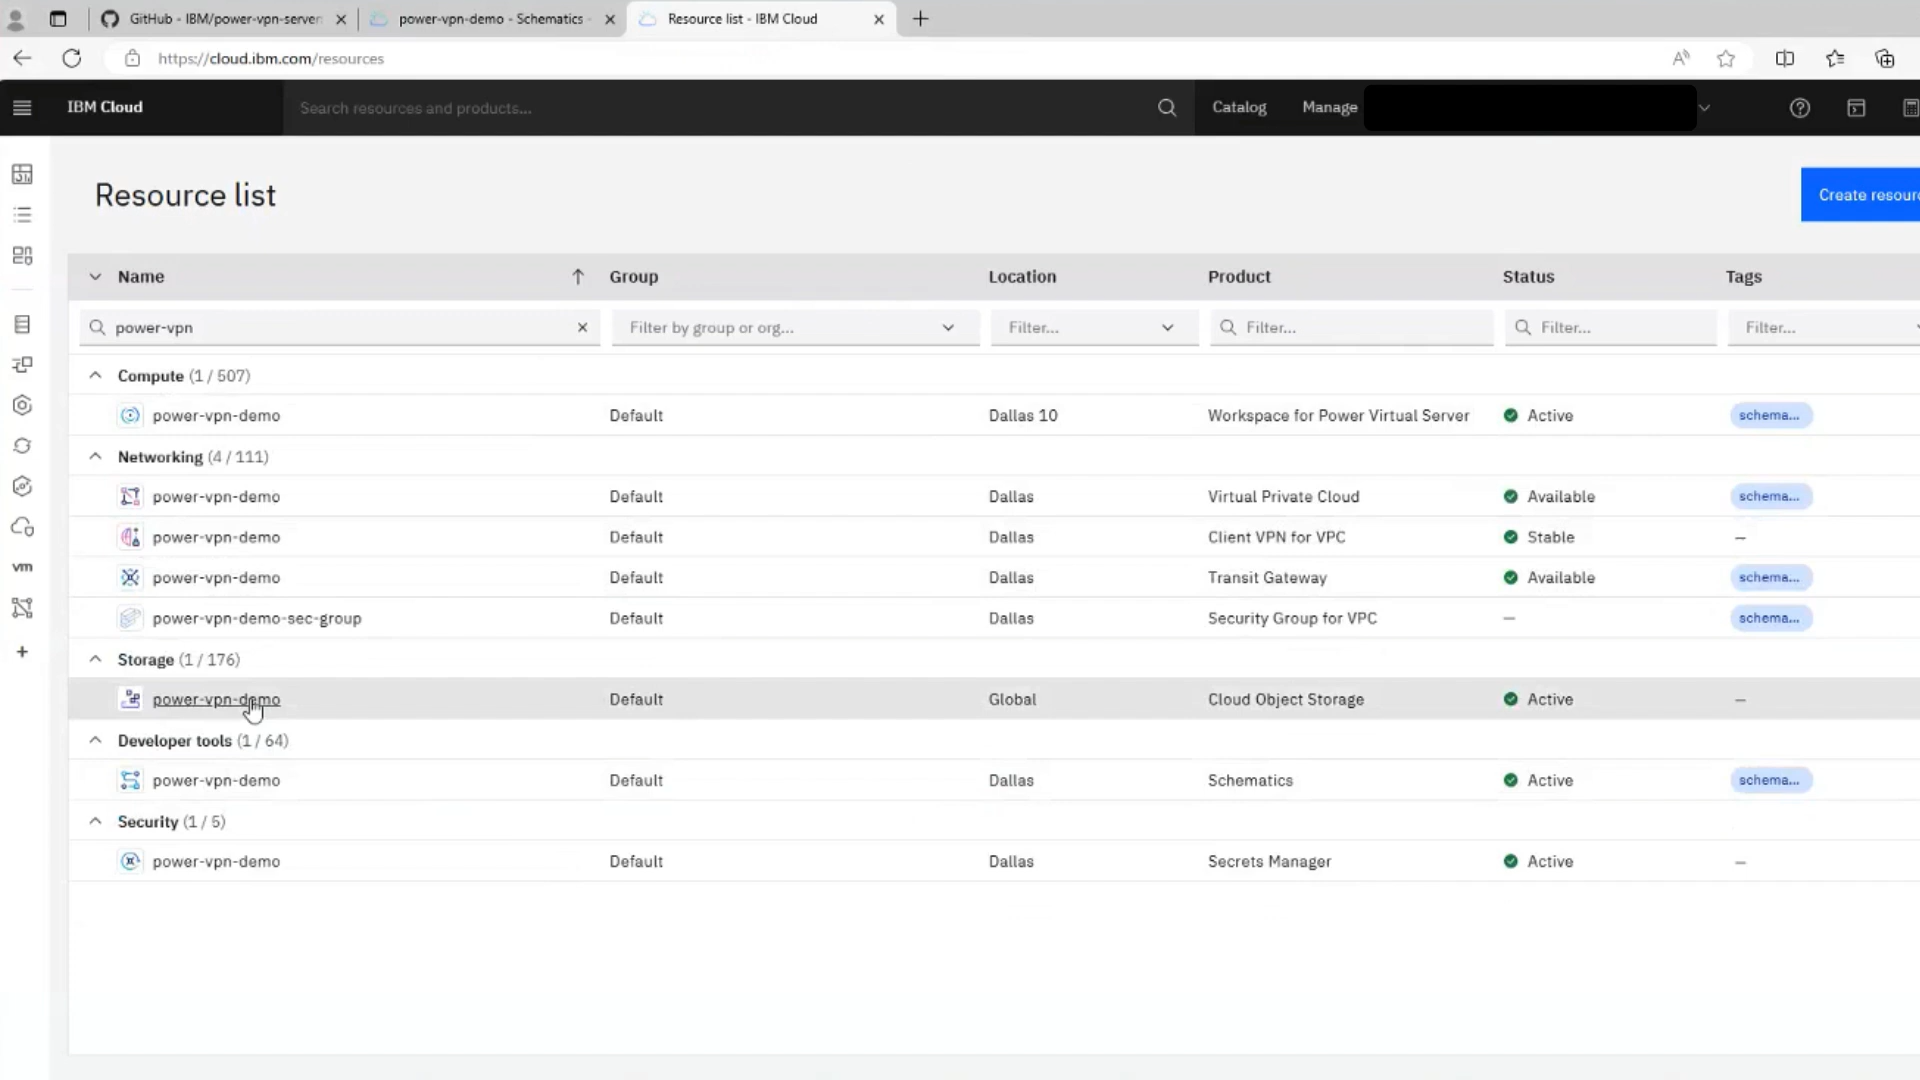 GitHub - IBM/power-vpn-server
power-vpn-demo - Schematics -
Resource list - IBM Cloud
https://cloud.ibm.com/resources
IBM Cloud
Search resources and products...
Catalog
Manage
Resource list
Create resour
Name
Group
Location
Product
Status
Tags
power-vpn
Filter by group or org...
Filter...
Filter...
Filter...
Filter...
Compute (1 / 507)
power-vpn-demo Default Dallas 10 Workspace for Power Virtual Server Active schema...
Networking (4 / 111)
power-vpn-demo Default Dallas Virtual Private Cloud Available schema...
power-vpn-demo Default Dallas Client VPN for VPC Stable –
power-vpn-demo Default Dallas Transit Gateway Available schema...
power-vpn-demo-sec-group Default Dallas Security Group for VPC – schema...
Storage (1 / 176)
power-vpn-demo Default Global Cloud Object Storage Active –
Developer tools (1 / 64)
power-vpn-demo Default Dallas Schematics Active schema...
Security (1 / 5)
power-vpn-demo Default Dallas Secrets Manager Active –
vm